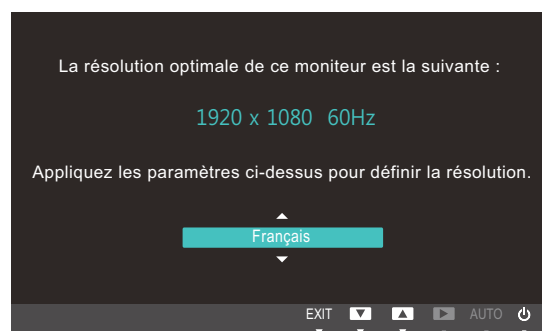 La résolution optimale de ce moniteur est la suivante :
1920 x 1080 60Hz
Appliquez les paramètres ci-dessus pour définir la résolution.
Français
EXIT AUTO